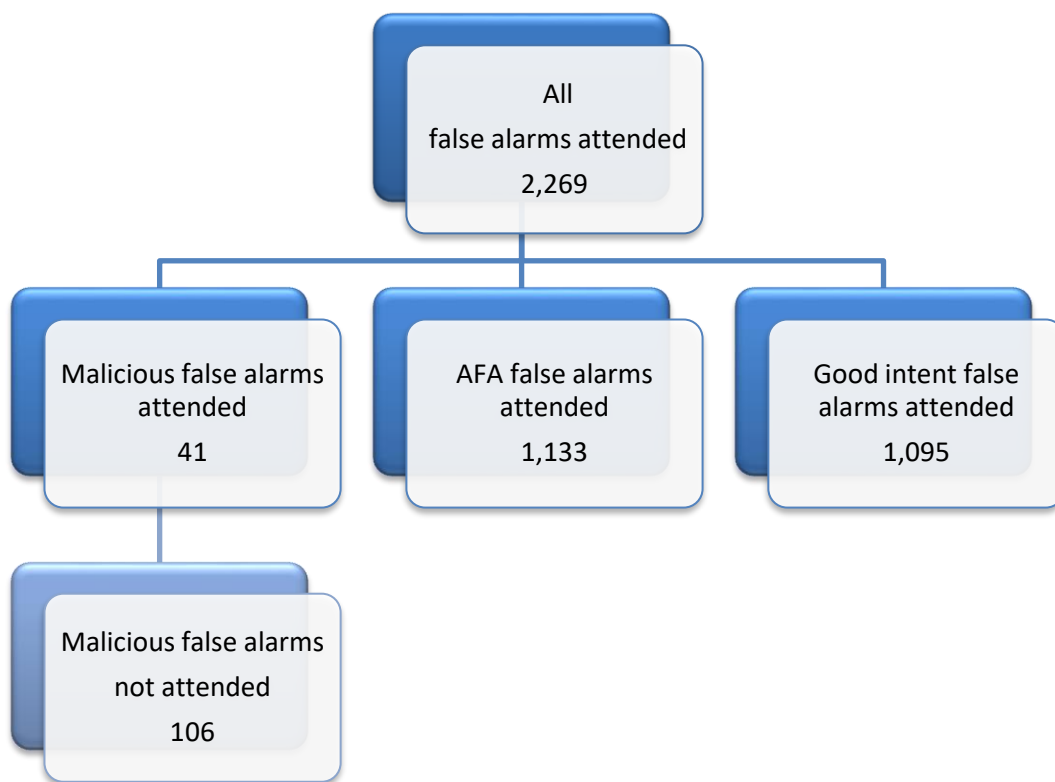 All
false alarms attended
2,269
Malicious false alarms
attended
41
AFA false alarms
attended
1,133
Good intent false
alarms attended
1,095
Malicious false alarms
not attended
106